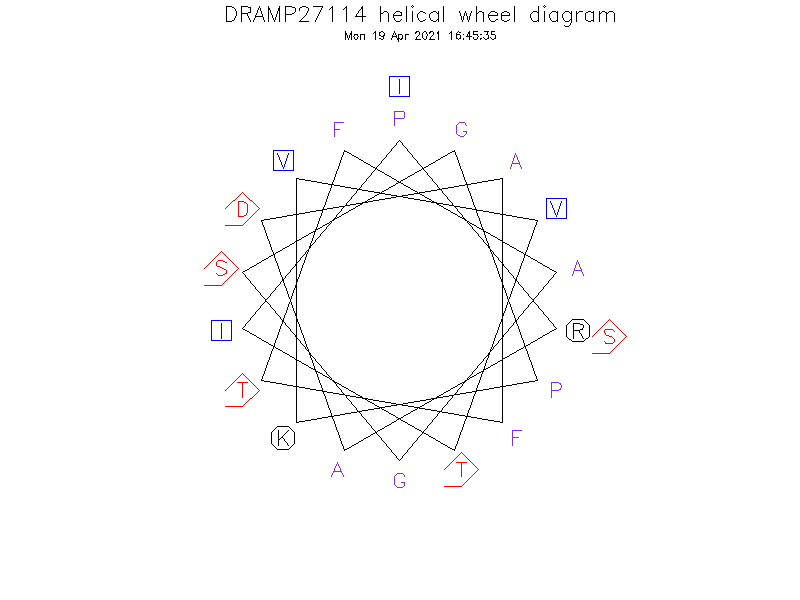 DRAMP27114 helical wheel diagram
Mon 19 Apr 2021 16:45:35
I
F P G
V A
D V
S A
I R S
T P
K F
A G T